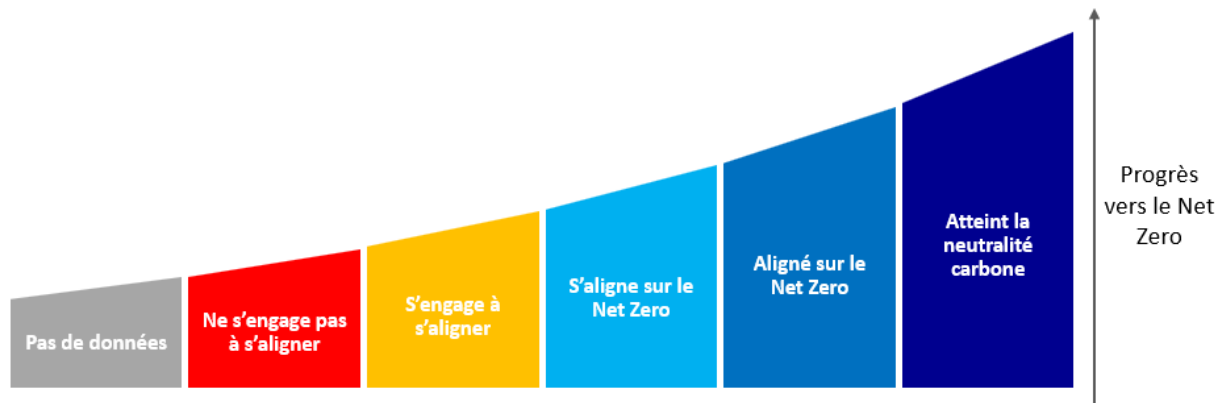 Pas de données
Ne s’engage pas
à s’aligner
S’engage à
s’aligner
S’aligne sur le
Net Zero
Aligné sur le
Net Zero
Atteint la
neutralité
carbone
Progrès
vers le Net
Zero